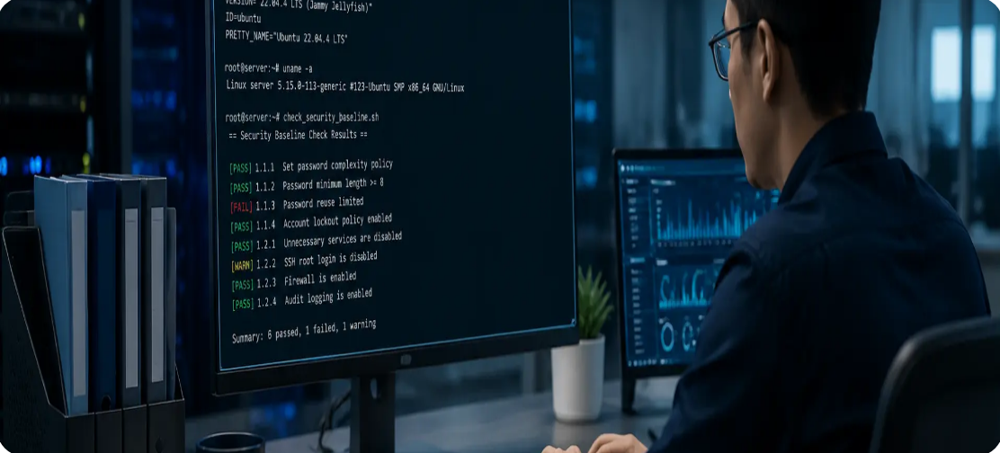 VERSION="22.04.4 LTS (Jammy Jellyfish)"
ID=ubuntu
PRETTY_NAME="Ubuntu 22.04.4 LTS"
root@server:~# uname -a
Linux server 5.15.0-113-generic #123-Ubuntu SMP x86_64 GNU/Linux
root@server:~# check_security_baseline.sh
== Security Baseline Check Results ==
[PASS] 1.1.1 Set password complexity policy
[PASS] 1.1.2 Password minimum length >= 8
[FAIL] 1.1.3 Password reuse limited
[PASS] 1.1.4 Account lockout policy enabled
[PASS] 1.2.1 Unnecessary services are disabled
[WARN] 1.2.2 SSH root login is disabled
[PASS] 1.2.3 Firewall is enabled
[PASS] 1.2.4 Audit logging is enabled
Summary: 6 passed, 1 failed, 1 warning